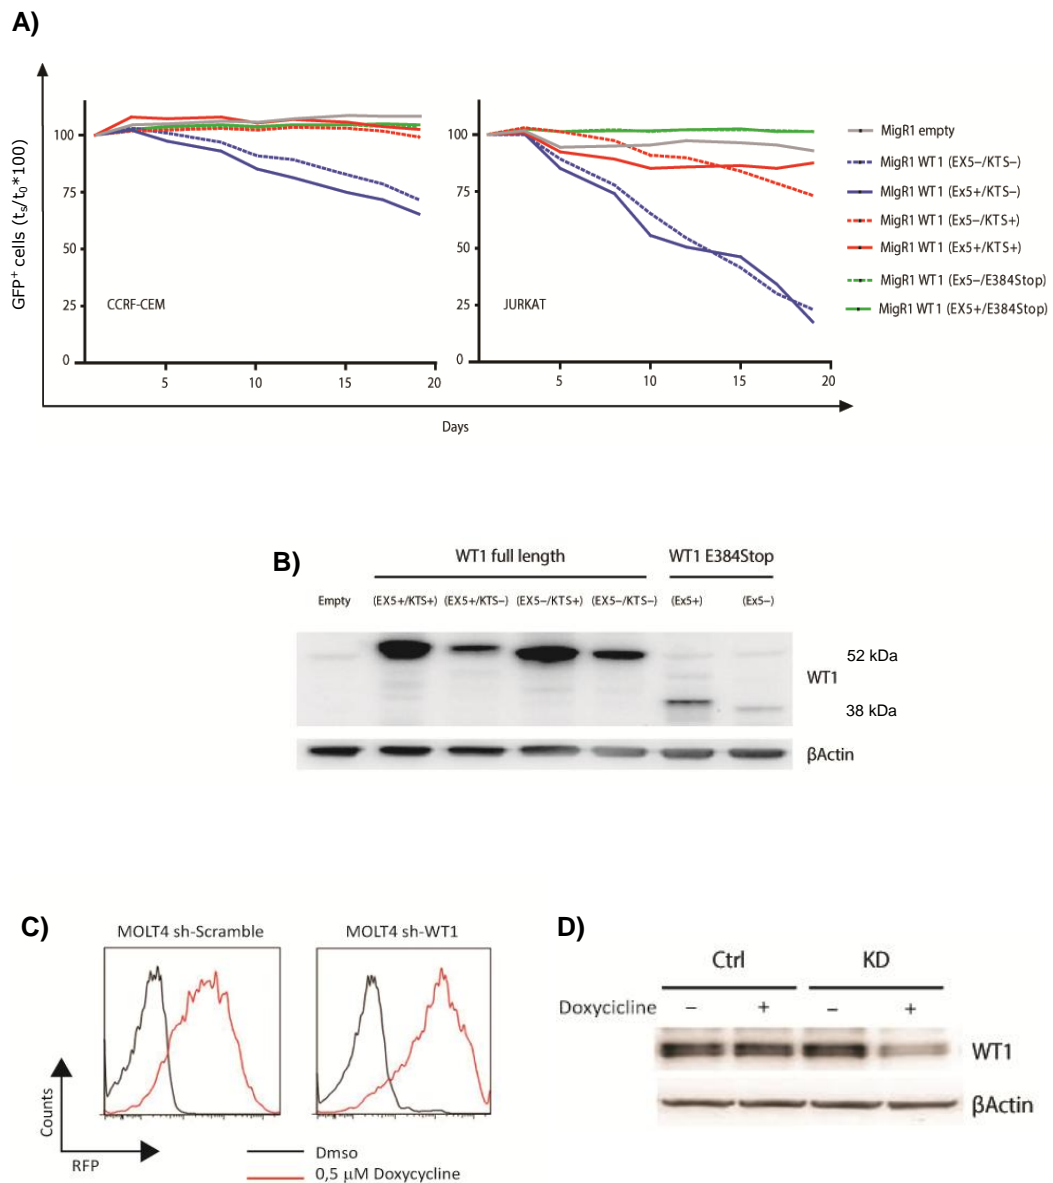 A)
GFP+ cells (ts/t0*100)
100
75
50
25
0
CCRF-CEM
5
10
15
20
100
75
50
25
0
JURKAT
5
10
15
20
Days
MigR1 empty
MigR1 WT1 (EX5–/KTS–)
MigR1 WT1 (Ex5+/KTS–)
MigR1 WT1 (Ex5–/KTS+)
MigR1 WT1 (Ex5+/KTS+)
MigR1 WT1 (Ex5–/E384Stop)
MigR1 WT1 (EX5+/E384Stop)
B)
WT1 full length
WT1 E384Stop
Empty
(EX5+/KTS+)
(EX5+/KTS–)
(EX5–/KTS+)
(EX5–/KTS–)
(Ex5+)
(Ex5–)
52 kDa
WT1
38 kDa
βActin
C)
MOLT4 sh-Scramble
MOLT4 sh-WT1
Counts
RFP
Dmso
0,5 µM Doxycycline
D)
Ctrl
KD
Doxycicline
–
+
–
+
WT1
βActin